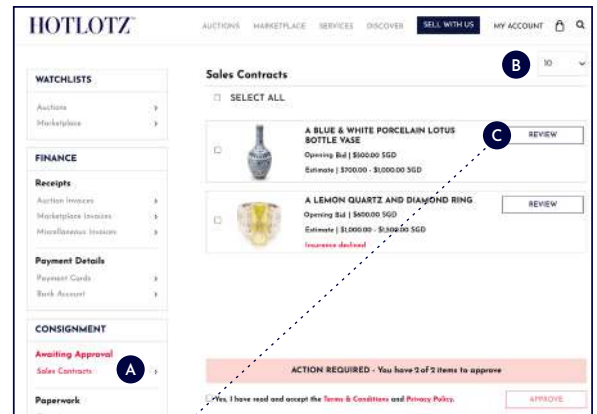 HOTLOTZ
AUCTIONS MARKETPLACE SERVICES DISCOVER SELL WITH US MY ACCOUNT
B
10
WATCHLISTS
Auctions
Marketplace
FINANCE
Receipts
Auction Invoices
Marketplace Invoices
Miscellaneous Invoices
Payment Details
Payment Cards
Bank Account
CONSIGNMENT
Awaiting Approval
Sales Contracts
A
Paperwork
Sales Contracts
SELECT ALL
A BLUE & WHITE PORCELAIN LOTUS
BOTTLE VASE
Opening Bid | $500.00 SGD
Estimate | $700.00 - $1,000.00 SGD
C
REVIEW
A LEMON QUARTZ AND DIAMOND RING
Opening Bid | $600.00 SGD
Estimate | $1,000.00 - $1,500.00 SGD
Insurance declined
REVIEW
ACTION REQUIRED - You have 2 of 2 items to approve
Yes, I have read and accept the Terms & Conditions and Privacy Policy.
APPROVE